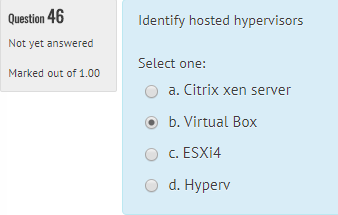 Question 46
Not yet answered
Marked out of 1.00
Identify hosted hypervisors
Select one:
a. Citrix xen server
b. Virtual Box
c. ESXi4
d. Hyperv